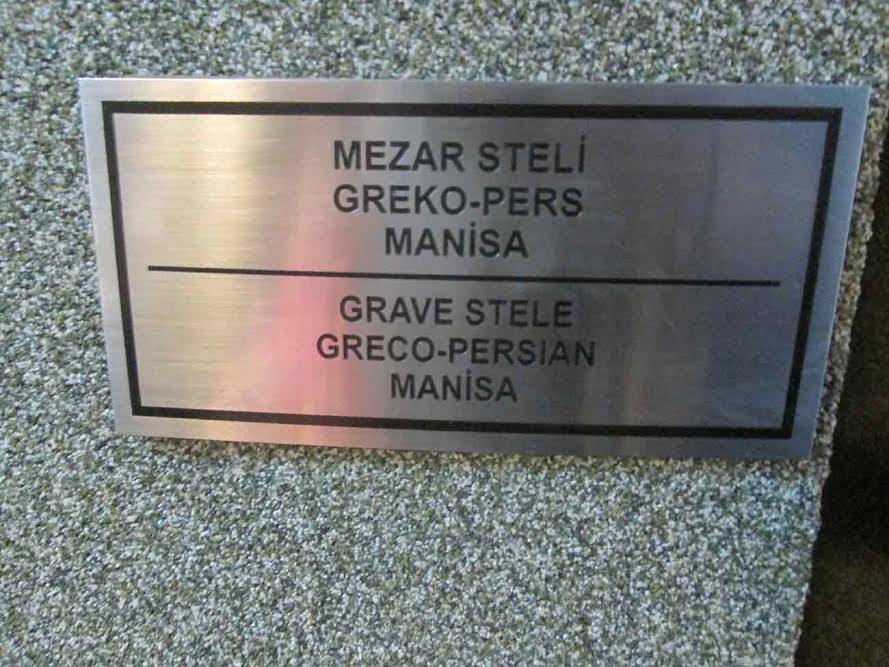 MEZAR STELİ
GREKO-PERS
MANİSA
GRAVE STELE
GRECO-PERSIAN
MANİSA